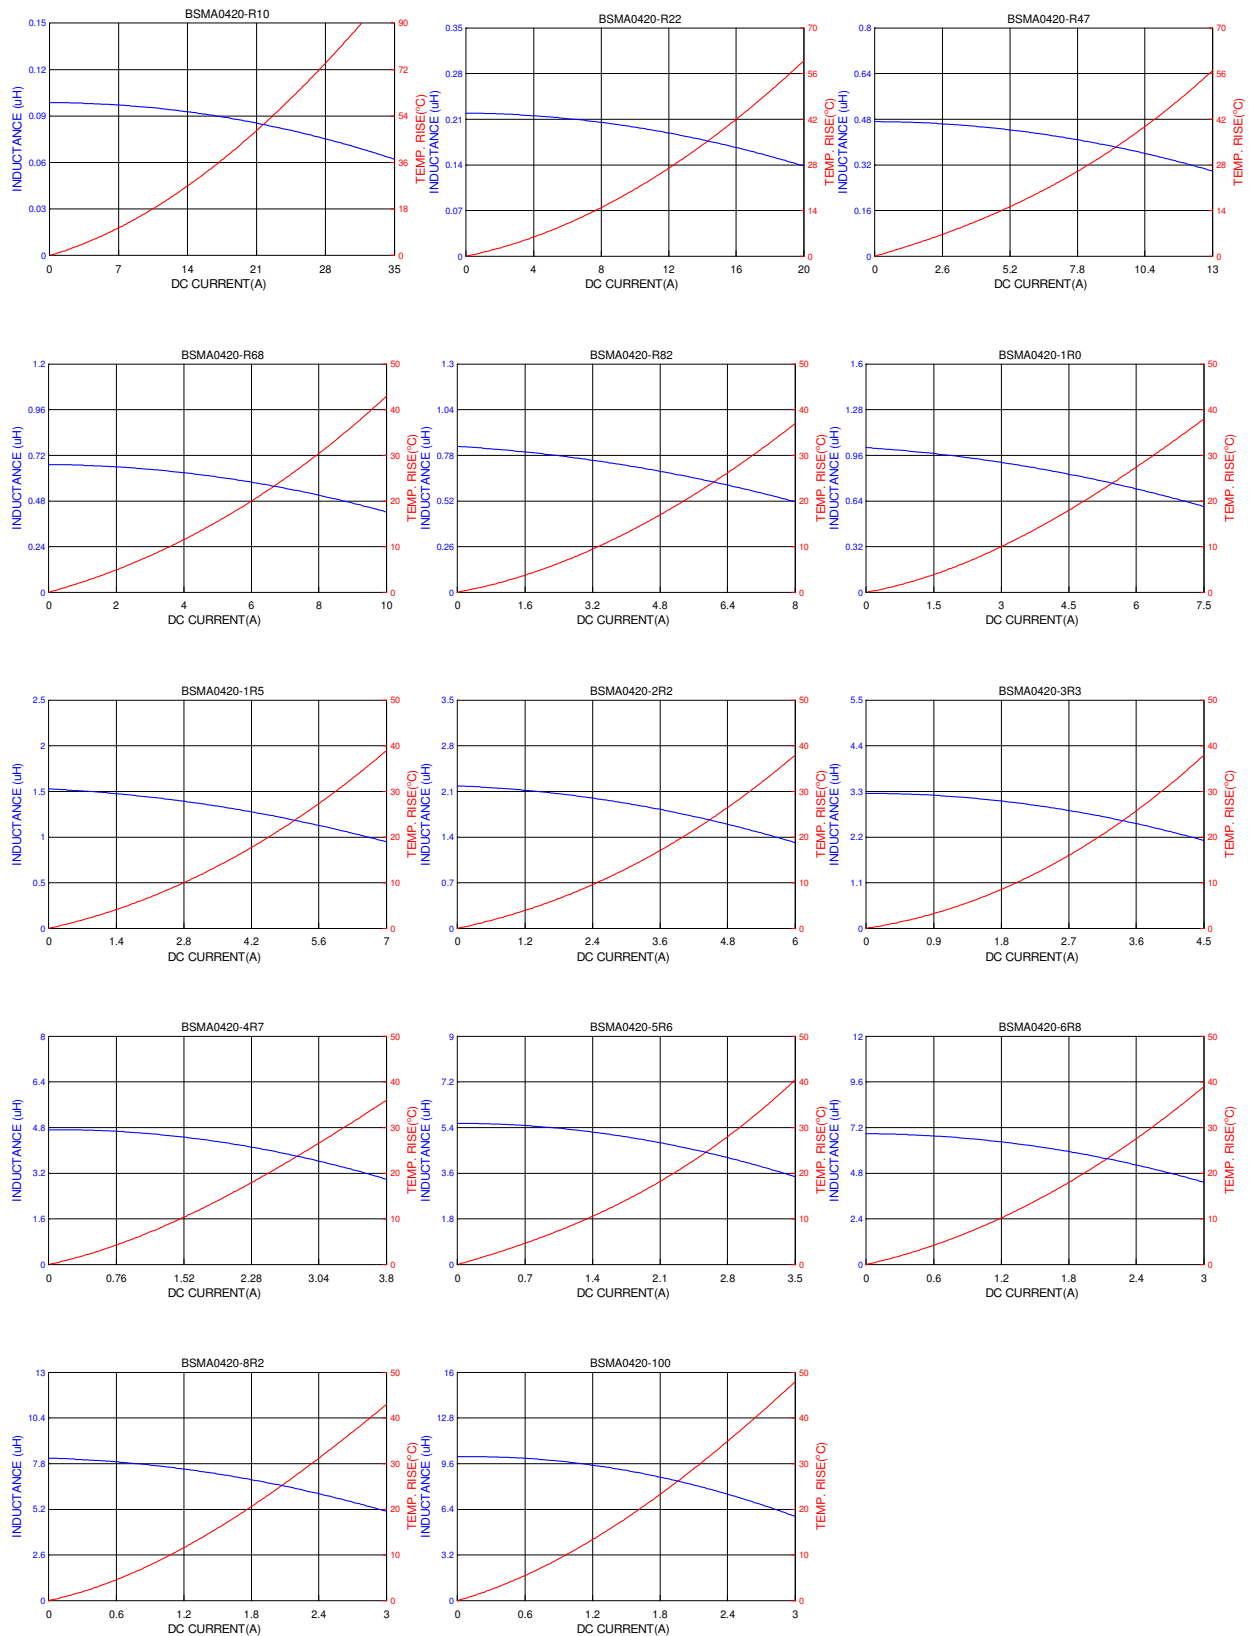 BSMA0420-R10
0.15
0.12
0.09
0.06
0.03
0
90
72
54
36
18
0
0 7 14 21 28 35
INDUCTANCE (uH)
TEMP. RISE(°C)
DC CURRENT(A)
BSMA0420-R22
0.35
0.28
0.21
0.14
0.07
0
70
56
42
28
14
0
0 4 8 12 16 20
INDUCTANCE (uH)
TEMP. RISE(°C)
DC CURRENT(A)
BSMA0420-R47
0.8
0.64
0.48
0.32
0.16
0
70
56
42
28
14
0
0 2.6 5.2 7.8 10.4 13
INDUCTANCE (uH)
TEMP. RISE(°C)
DC CURRENT(A)
BSMA0420-R68
1.2
0.96
0.72
0.48
0.24
0
50
40
30
20
10
0
0 2 4 6 8 10
INDUCTANCE (uH)
TEMP. RISE(°C)
DC CURRENT(A)
BSMA0420-R82
1.3
1.04
0.78
0.52
0.26
0
50
40
30
20
10
0
0 1.6 3.2 4.8 6.4 8
INDUCTANCE (uH)
TEMP. RISE(°C)
DC CURRENT(A)
BSMA0420-1R0
1.6
1.28
0.96
0.64
0.32
0
50
40
30
20
10
0
0 1.5 3 4.5 6 7.5
INDUCTANCE (uH)
TEMP. RISE(°C)
DC CURRENT(A)
BSMA0420-1R5
2.5
2
1.5
1
0.5
0
50
40
30
20
10
0
0 1.4 2.8 4.2 5.6 7
INDUCTANCE (uH)
TEMP. RISE(°C)
DC CURRENT(A)
BSMA0420-2R2
3.5
2.8
2.1
1.4
0.7
0
50
40
30
20
10
0
0 1.2 2.4 3.6 4.8 6
INDUCTANCE (uH)
TEMP. RISE(°C)
DC CURRENT(A)
BSMA0420-3R3
5.5
4.4
3.3
2.2
1.1
0
50
40
30
20
10
0
0 0.9 1.8 2.7 3.6 4.5
INDUCTANCE (uH)
TEMP. RISE(°C)
DC CURRENT(A)
BSMA0420-4R7
8
6.4
4.8
3.2
1.6
0
50
40
30
20
10
0
0 0.76 1.52 2.28 3.04 3.8
INDUCTANCE (uH)
TEMP. RISE(°C)
DC CURRENT(A)
BSMA0420-5R6
9
7.2
5.4
3.6
1.8
0
50
40
30
20
10
0
0 0.7 1.4 2.1 2.8 3.5
INDUCTANCE (uH)
TEMP. RISE(°C)
DC CURRENT(A)
BSMA0420-6R8
12
9.6
7.2
4.8
2.4
0
50
40
30
20
10
0
0 0.6 1.2 1.8 2.4 3
INDUCTANCE (uH)
TEMP. RISE(°C)
DC CURRENT(A)
BSMA0420-8R2
13
10.4
7.8
5.2
2.6
0
50
40
30
20
10
0
0 0.6 1.2 1.8 2.4 3
INDUCTANCE (uH)
TEMP. RISE(°C)
DC CURRENT(A)
BSMA0420-100
16
12.8
9.6
6.4
3.2
0
50
40
30
20
10
0
0 0.6 1.2 1.8 2.4 3
INDUCTANCE (uH)
TEMP. RISE(°C)
DC CURRENT(A)